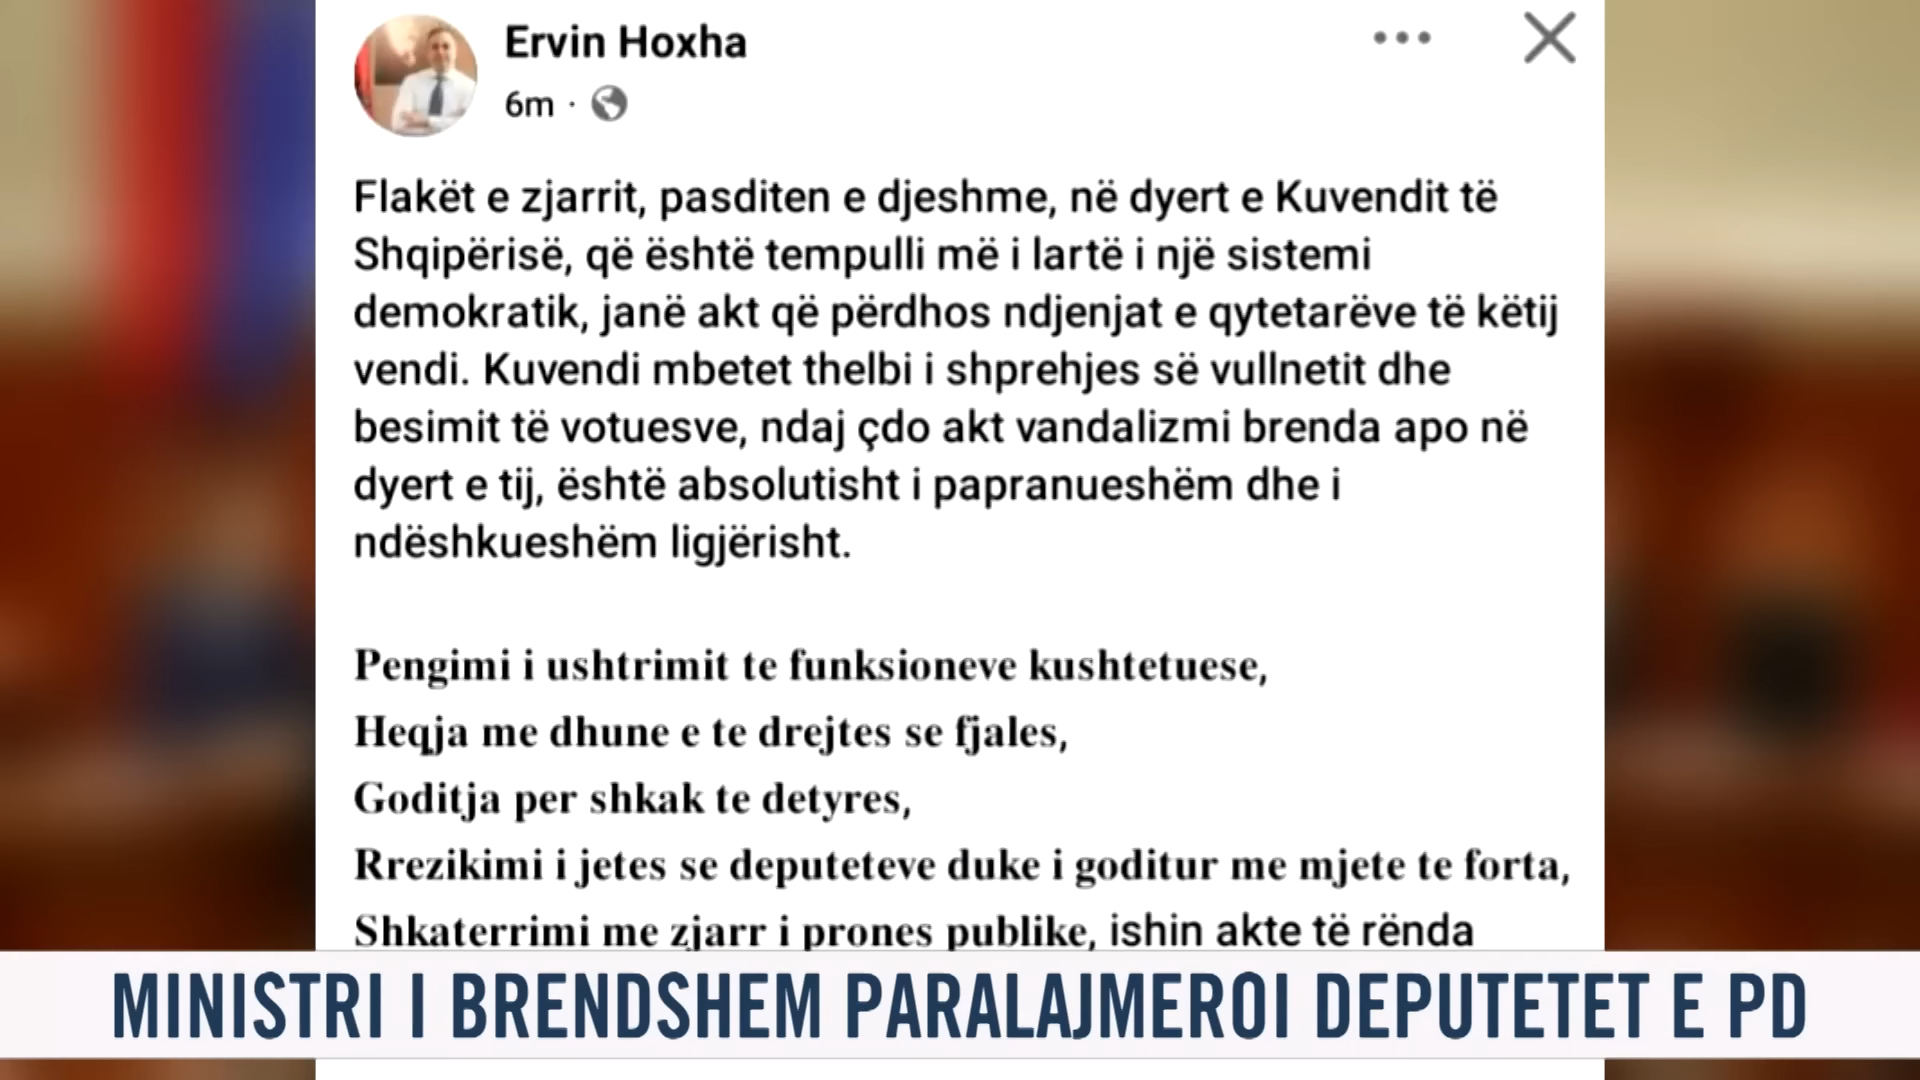 Ervin Hoxha
6m ·
Flakët e zjarrit, pasditen e djeshme, në dyert e Kuvendit të
Shqipërisë, që është tempulli më i lartë i një sistemi
demokratik, janë akt që përdhos ndjenjat e qytetarëve të këtij
vendi. Kuvendi mbetet thelbi i shprehjes së vullnetit dhe
besimit të votuesve, ndaj çdo akt vandalizmi brenda apo në
dyert e tij, është absolutisht i papranueshëm dhe i
ndëshkueshëm ligjërisht.
Pengimi i ushtrimit te funksioneve kushtetuese,
Heqja me dhune e te drejtes se fjales,
Goditja per shkak te detyres,
Rrezikimi i jetes se deputeteve duke i goditur me mjete te forta,
Shkaterrimi me zjarr i prones publike, ishin akte të rënda
MINISTRI I BRENDSHEM PARALAJMEROI DEPUTETET E PD